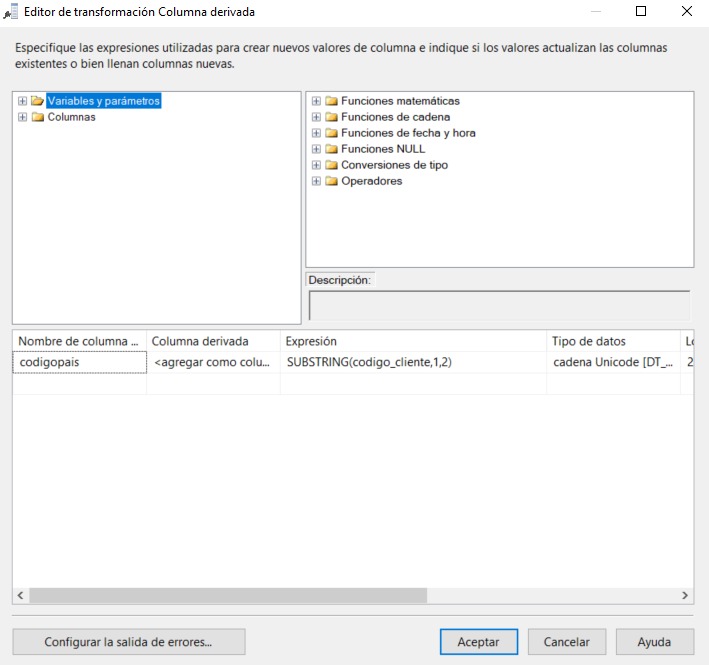 Editor de transformación Columna derivada
Especifique las expresiones utilizadas para crear nuevos valores de columna e indique si los valores actualizan las columnas
existentes o bien llenan columnas nuevas.
Variables y parámetros
Columnas
Funciones matemáticas
Funciones de cadena
Funciones de fecha y hora
Funciones NULL
Conversiones de tipo
Operadores
Descripción:
Nombre de columna ... Columna derivada Expresión Tipo de datos
codigopais <agregar como colu... SUBSTRING(codigo_cliente,1,2) cadena Unicode [DT_... 2
Configurar la salida de errores... Aceptar Cancelar Ayuda